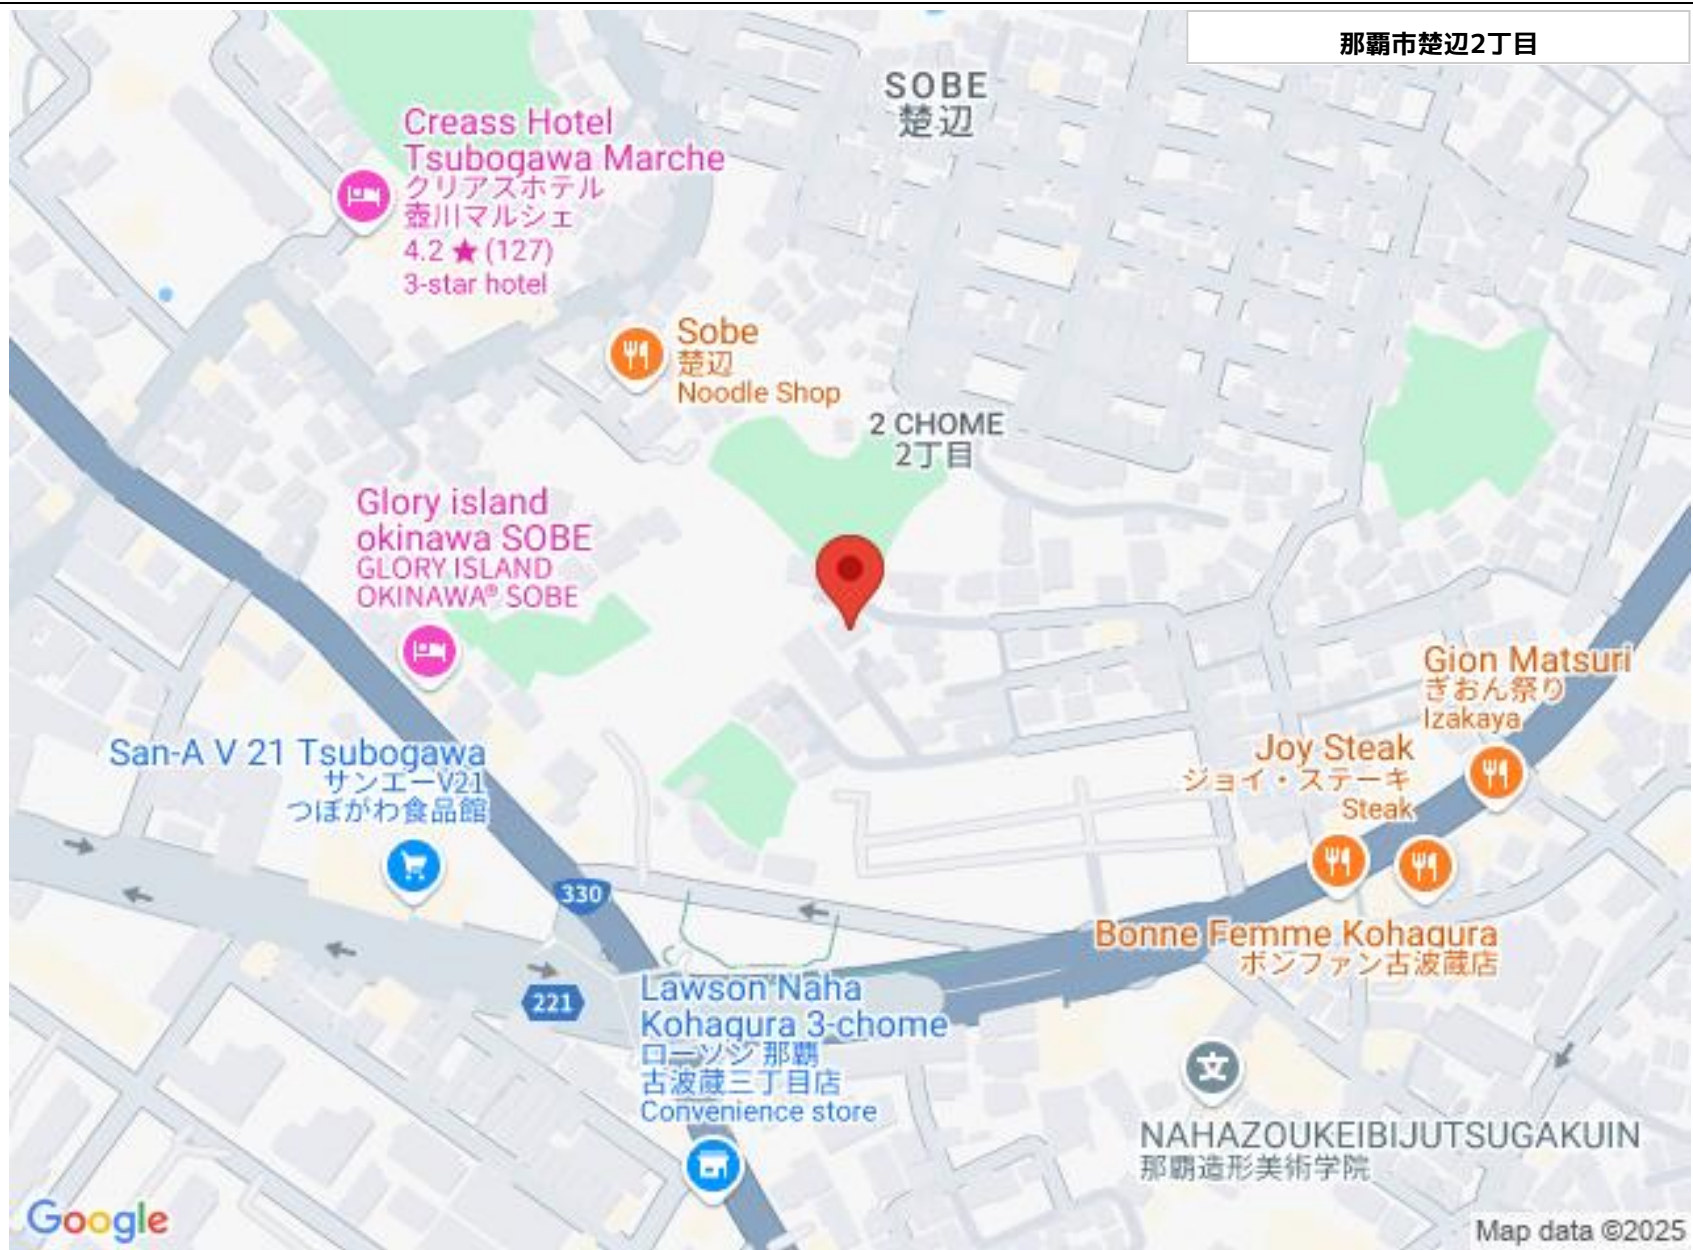 那覇市楚辺2丁目
SOBE
楚辺
Creass Hotel
Tsubogawa Marche
クリアスホテル
壺川マルシェ
4.2 ★ (127)
3-star hotel
Sobe
楚辺
Noodle Shop
2 CHOME
2丁目
Glory island
okinawa SOBE
GLORY ISLAND
OKINAWA® SOBE
Gion Matsuri
ぎおん祭り
Izakaya
San-A V 21 Tsubogawa
サンエーV21
つぼがわ食品館
Joy Steak
ジョイ・ステーキ
Steak
330
Bonne Femme Kohagura
ボンファン古波蔵店
221
Lawson Naha
Kohagura 3-chome
ローソン 那覇
古波蔵三丁目店
Convenience store
文
NAHAZOUKEIBIJUTSUGAKUIN
那覇造形美術学院
Google
Map data ©2025